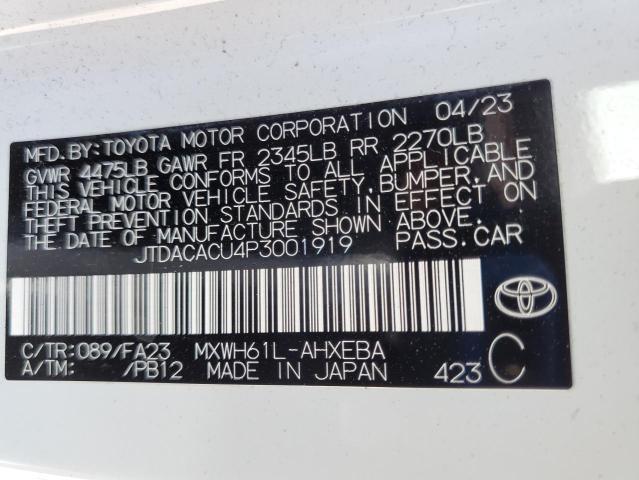 MFD.BY:TOYOTA MOTOR CORPORATION 04/23
GVWR 4475LB GAWR FR 2345LB RR 2270LB
THIS VEHICLE CONFORMS TO ALL APPLICABLE
FEDERAL MOTOR VEHICLE SAFETY,BUMPER,AND
THEFT PREVENTION STANDARDS IN EFFECT ON
THE DATE OF MANUFACTURE SHOWN ABOVE.
JTDACACU4P3001919 PASS.CAR
C/TR:089/FA23 MXWH61L-AHXEBA
A/TM: /PB12 MADE IN JAPAN 423 C